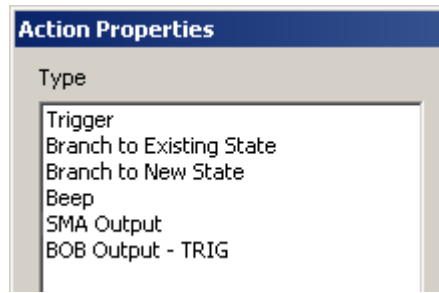 Action Properties
Type
Trigger
Branch to Existing State
Branch to New State
Beep
SMA Output
BOB Output - TRIG